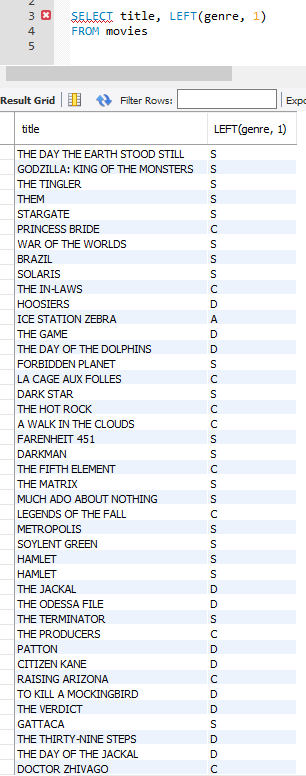 2
3 SELECT title, LEFT(genre, 1)
4 FROM movies
5
Result Grid Filter Rows: Expo
title LEFT(genre, 1)
THE DAY THE EARTH STOOD STILL S
GODZILLA: KING OF THE MONSTERS S
THE TINGLER S
THEM S
STARGATE S
PRINCESS BRIDE C
WAR OF THE WORLDS S
BRAZIL S
SOLARIS S
THE IN-LAWS C
HOOSIERS D
ICE STATION ZEBRA A
THE GAME D
THE DAY OF THE DOLPHINS D
FORBIDDEN PLANET S
LA CAGE AUX FOLLES C
DARK STAR S
THE HOT ROCK C
A WALK IN THE CLOUDS C
FARENHEIT 451 S
DARKMAN S
THE FIFTH ELEMENT C
THE MATRIX S
MUCH ADO ABOUT NOTHING S
LEGENDS OF THE FALL C
METROPOLIS S
SOYLENT GREEN S
HAMLET S
HAMLET S
THE JACKAL D
THE ODESSA FILE D
THE TERMINATOR S
THE PRODUCERS C
PATTON D
CITIZEN KANE D
RAISING ARIZONA C
TO KILL A MOCKINGBIRD D
THE VERDICT D
GATTACA S
THE THIRTY-NINE STEPS D
THE DAY OF THE JACKAL D
DOCTOR ZHIVAGO C